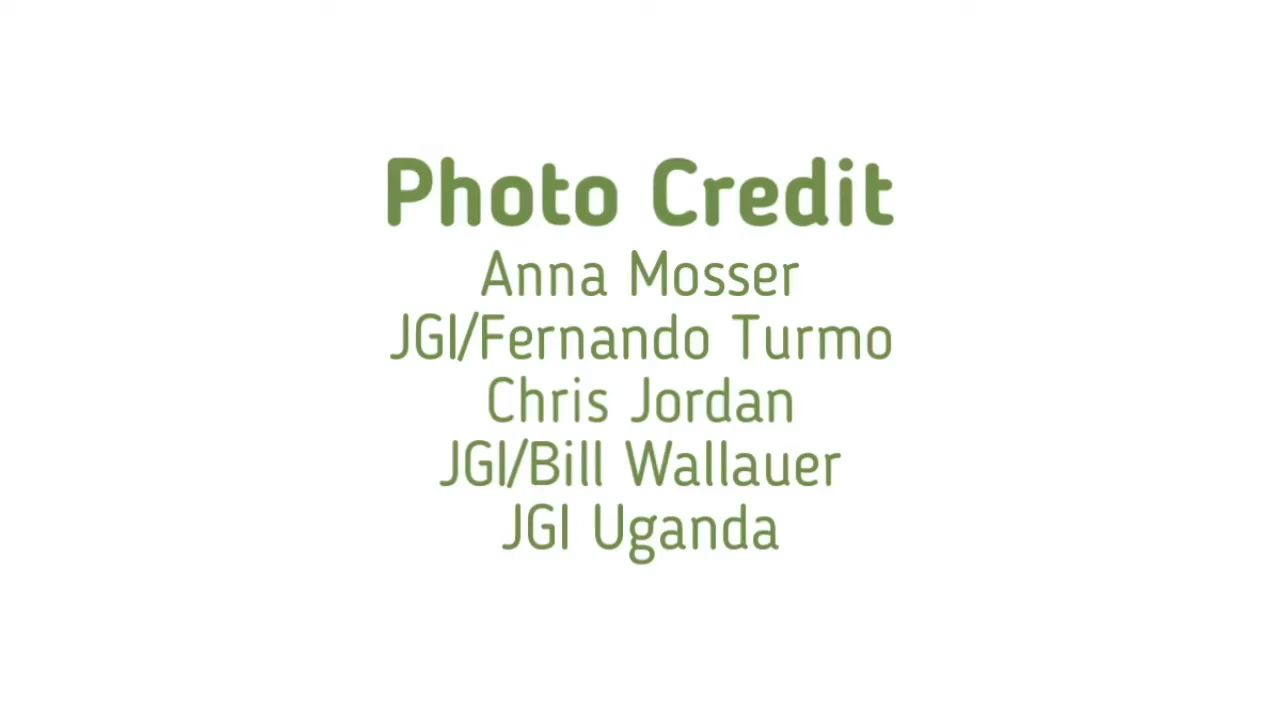 Photo Credit
Anna Mosser
JGI/Fernando Turmo
Chris Jordan
JGI/Bill Wallauer
JGI Uganda